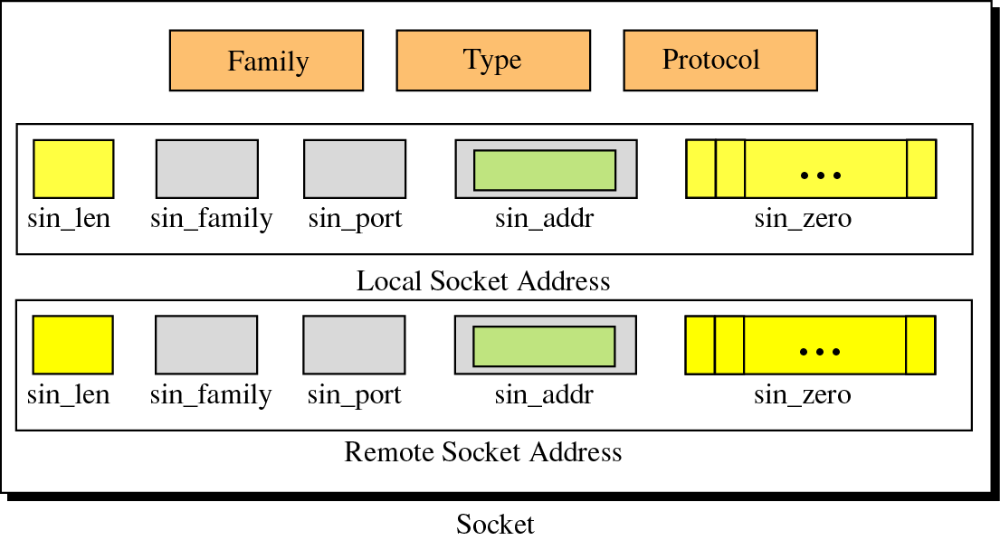 Family Type Protocol
sin_len sin_family sin_port sin_addr sin_zero
Local Socket Address
sin_len sin_family sin_port sin_addr sin_zero
Remote Socket Address
Socket